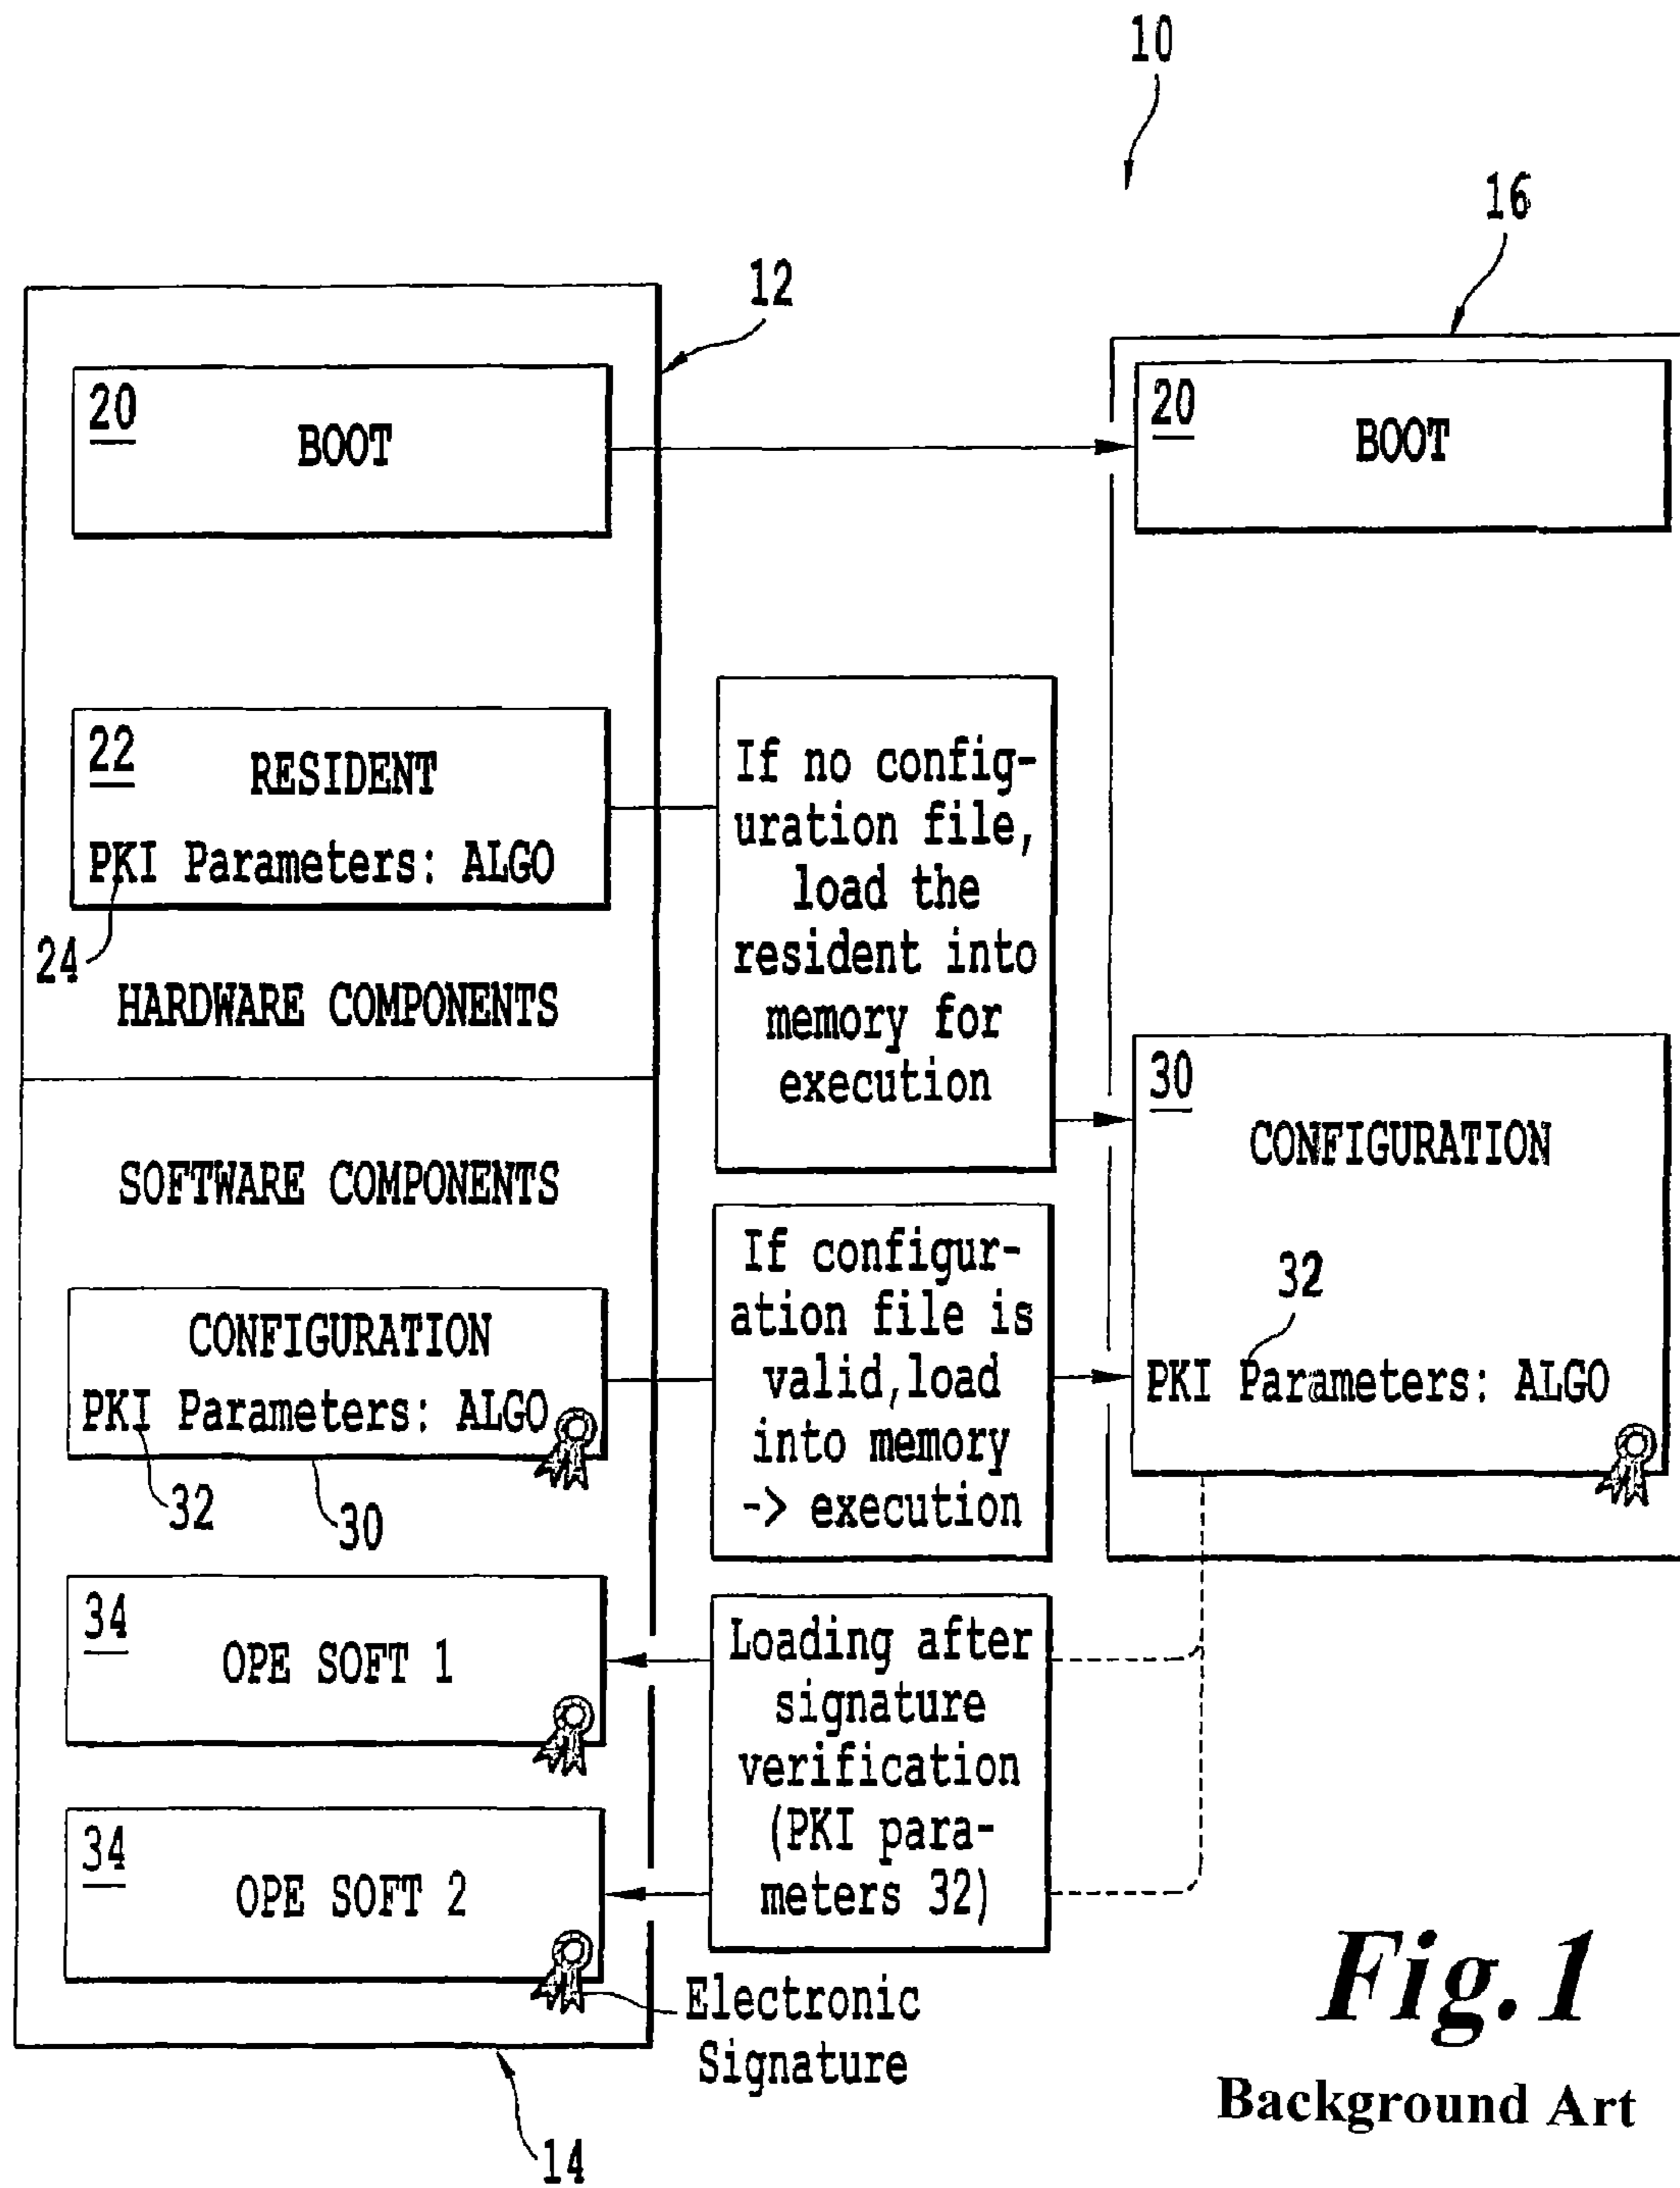 10
16
12
20
BOOT
20
BOOT
22
RESIDENT
PKI Parameters: ALGO
24
HARDWARE COMPONENTS
If no config-
uration file,
load the
resident into
memory for
execution
30
CONFIGURATION
32
PKI Parameters: ALGO
SOFTWARE COMPONENTS
CONFIGURATION
PKI Parameters: ALGO
32
30
If configur-
ation file is
valid,load
into memory
-> execution
34
OPE SOFT 1
Loading after
signature
verification
(PKI para-
meters 32)
34
OPE SOFT 2
Electronic
Signature
14
Fig.1
Background Art